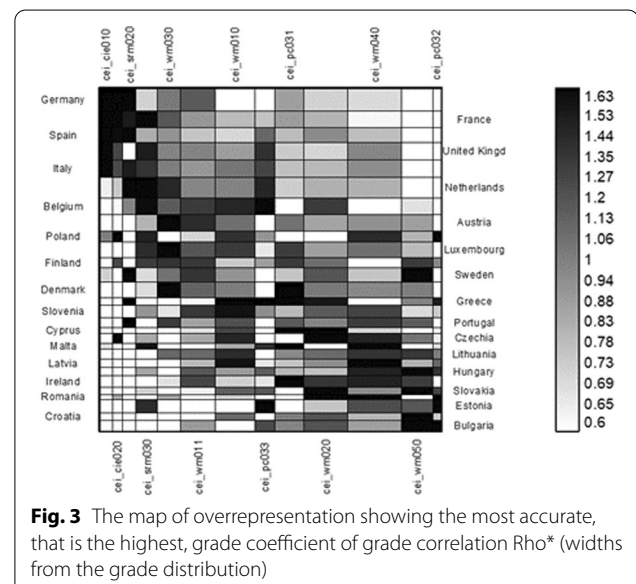 cei_cie010
cei_srm020
cei_wm030
cei_wm010
cei_pc031
cei_wm040
cei_pc032
Germany
France
Spain
United Kingd
Italy
Netherlands
Belgium
Austria
Poland
Luxembourg
Finland
Sweden
Denmark
Greece
Slovenia
Portugal
Cyprus
Czechia
Malta
Lithuania
Latvia
Hungary
Ireland
Slovakia
Romania
Estonia
Croatia
Bulgaria
1.63
1.53
1.44
1.35
1.27
1.2
1.13
1.06
1
0.94
0.88
0.83
0.78
0.73
0.69
0.65
0.6
cei_cie020
cei_srm030
cei_wm011
cei_pc033
cei_wm020
cei_wm050
Fig. 3 The map of overrepresentation showing the most accurate,
that is the highest, grade coefficient of grade correlation Rho* (widths
from the grade distribution)